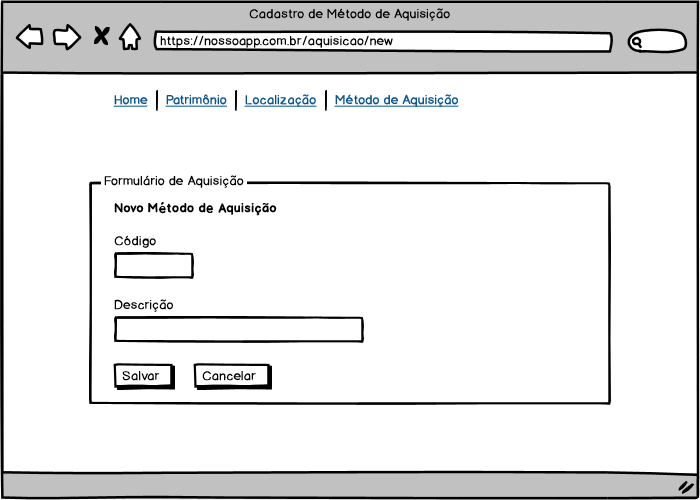 Cadastro de Método de Aquisição
https://nossoapp.com.br/aquisicao/new
Home Patrimônio Localização Método de Aquisição
Formulário de Aquisição
Novo Método de Aquisição
Código
Descrição
Salvar Cancelar